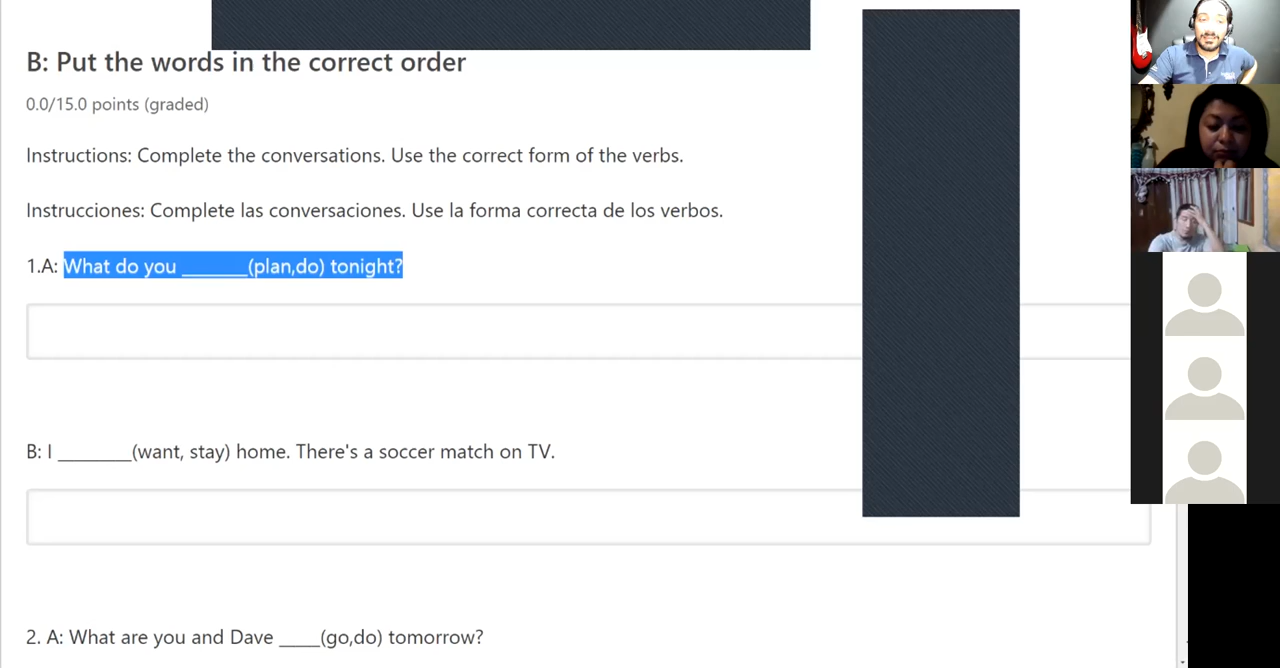 B: Put the words in the correct order
0.0/15.0 points (graded)
Instructions: Complete the conversations. Use the correct form of the verbs.
Instrucciones: Complete las conversaciones. Use la forma correcta de los verbos.
1.A: What do you _______(plan,do) tonight?
B: I ________(want, stay) home. There's a soccer match on TV.
2. A: What are you and Dave ____(go,do) tomorrow?